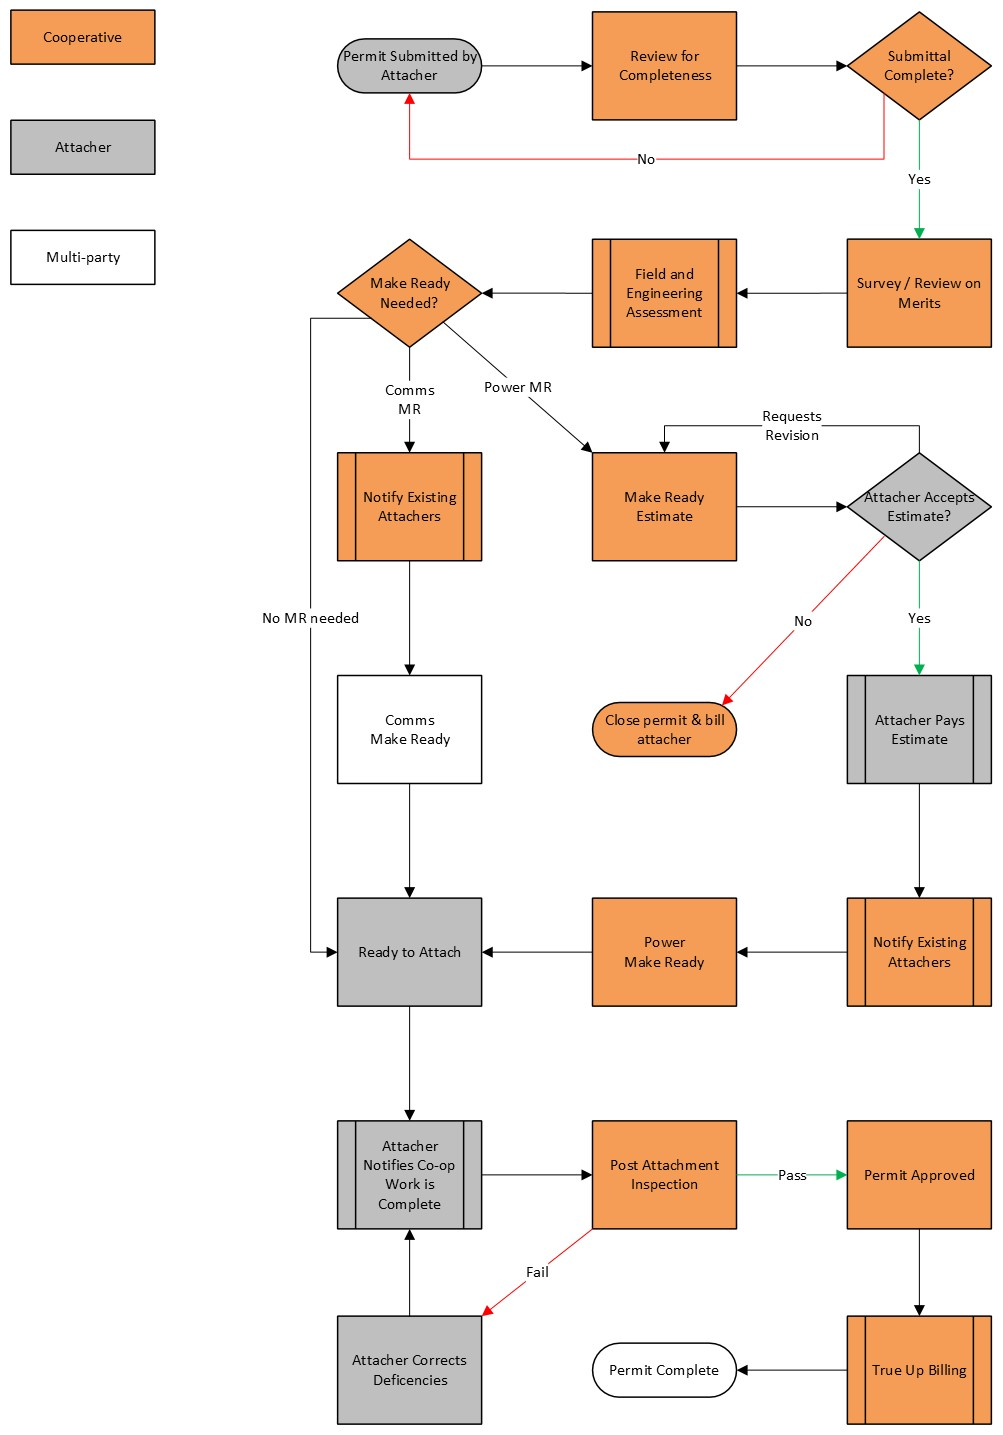 Cooperative
Attacher
Multi-party
Permit Submitted by
Attacher
Review for
Completeness
Submittal
Complete?
No
Yes
Make Ready
Needed?
Field and
Engineering
Assessment
Survey / Review on
Merits
Comms
MR
Power MR
Requests
Revision
Notify Existing
Attachers
Make Ready
Estimate
Attacher Accepts
Estimate?
No MR needed
No
Yes
Comms
Make Ready
Close permit & bill
attacher
Attacher Pays
Estimate
Ready to Attach
Power
Make Ready
Notify Existing
Attachers
Attacher
Notifies Co-op
Work is
Complete
Post Attachment
Inspection
Pass
Permit Approved
Fail
Attacher Corrects
Deficencies
Permit Complete
True Up Billing